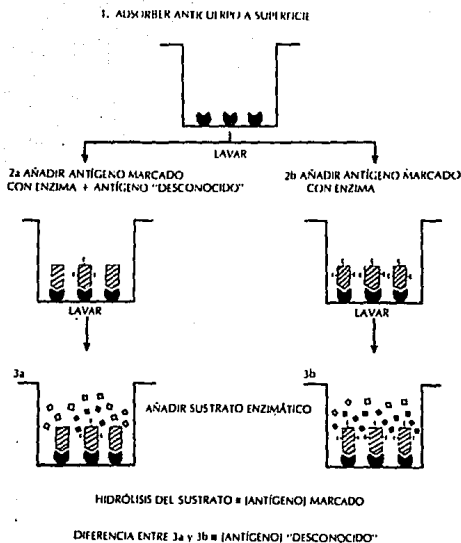 1. ADSORBER ANTICUERPO A SUPERFICIE
LAVAR
2a AÑADIR ANTÍGENO MARCADO
CON ENZIMA + ANTÍGENO "DESCONOCIDO"
2b AÑADIR ANTÍGENO MARCADO
CON ENZIMA
LAVAR
LAVAR
3a
3b
AÑADIR SUSTRATO ENZIMÁTICO
HIDRÓLISIS DEL SUSTRATO = [ANTÍGENO] MARCADO
DIFERENCIA ENTRE 3a y 3b = [ANTÍGENO] "DESCONOCIDO"